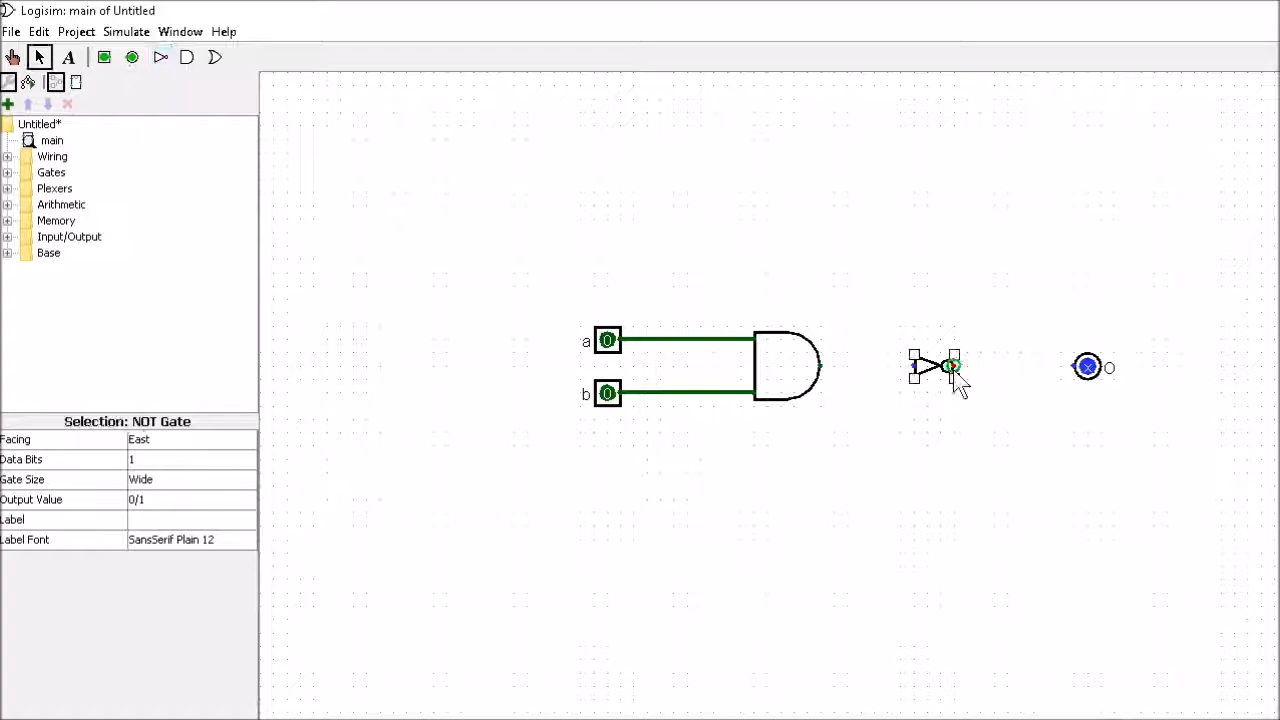 Logisim: main of Untitled
File Edit Project Simulate Window Help
A
Untitled*
main
Wiring
Gates
Plexers
Arithmetic
Memory
Input/Output
Base
Selection: NOT Gate
Facing East
Data Bits 1
Gate Size Wide
Output Value 0/1
Label
Label Font SansSerif Plain 12
a 0
b 0
x O